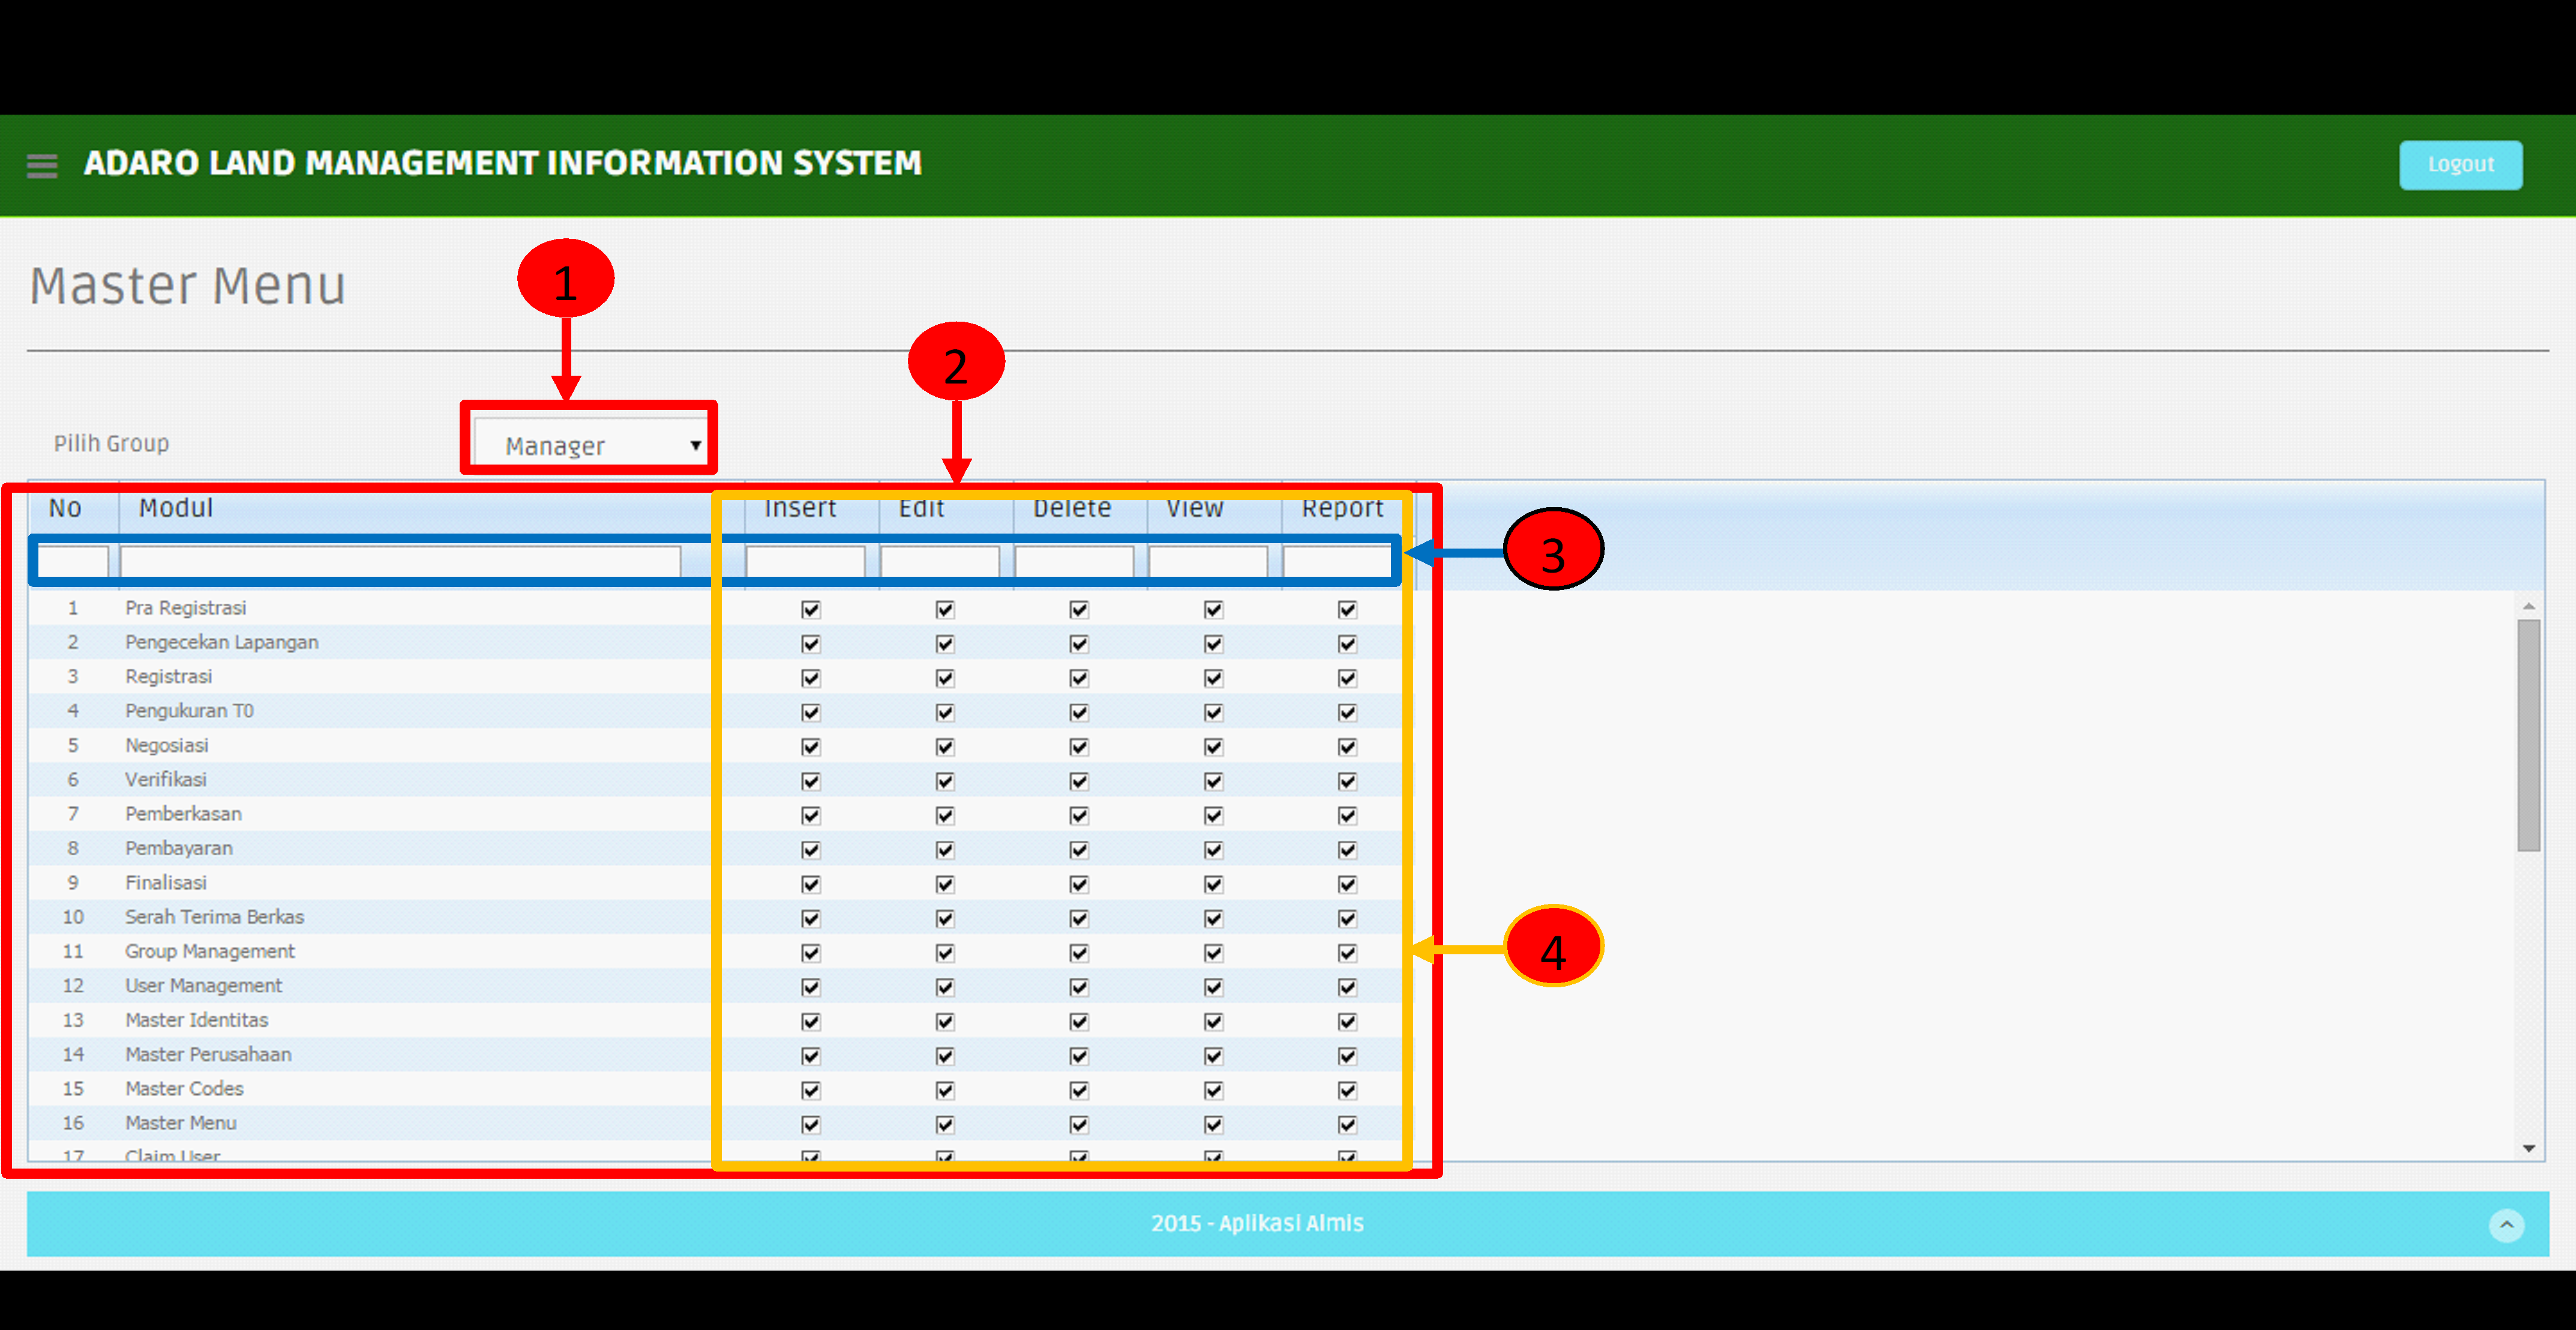 ADARO LAND MANAGEMENT INFORMATION SYSTEM
Logout
Master Menu
1
2
Pilih Group
Manager
No Modul Insert Edit Delete View Report
3
1 Pra Registrasi
2 Pengecekan Lapangan
3 Registrasi
4 Pengukuran T0
5 Negosiasi
6 Verifikasi
7 Pemberkasan
8 Pembayaran
9 Finalisasi
10 Serah Terima Berkas
11 Group Management
4
12 User Management
13 Master Identitas
14 Master Perusahaan
15 Master Codes
16 Master Menu
17 Claim User
2015 - Aplikasi Almis